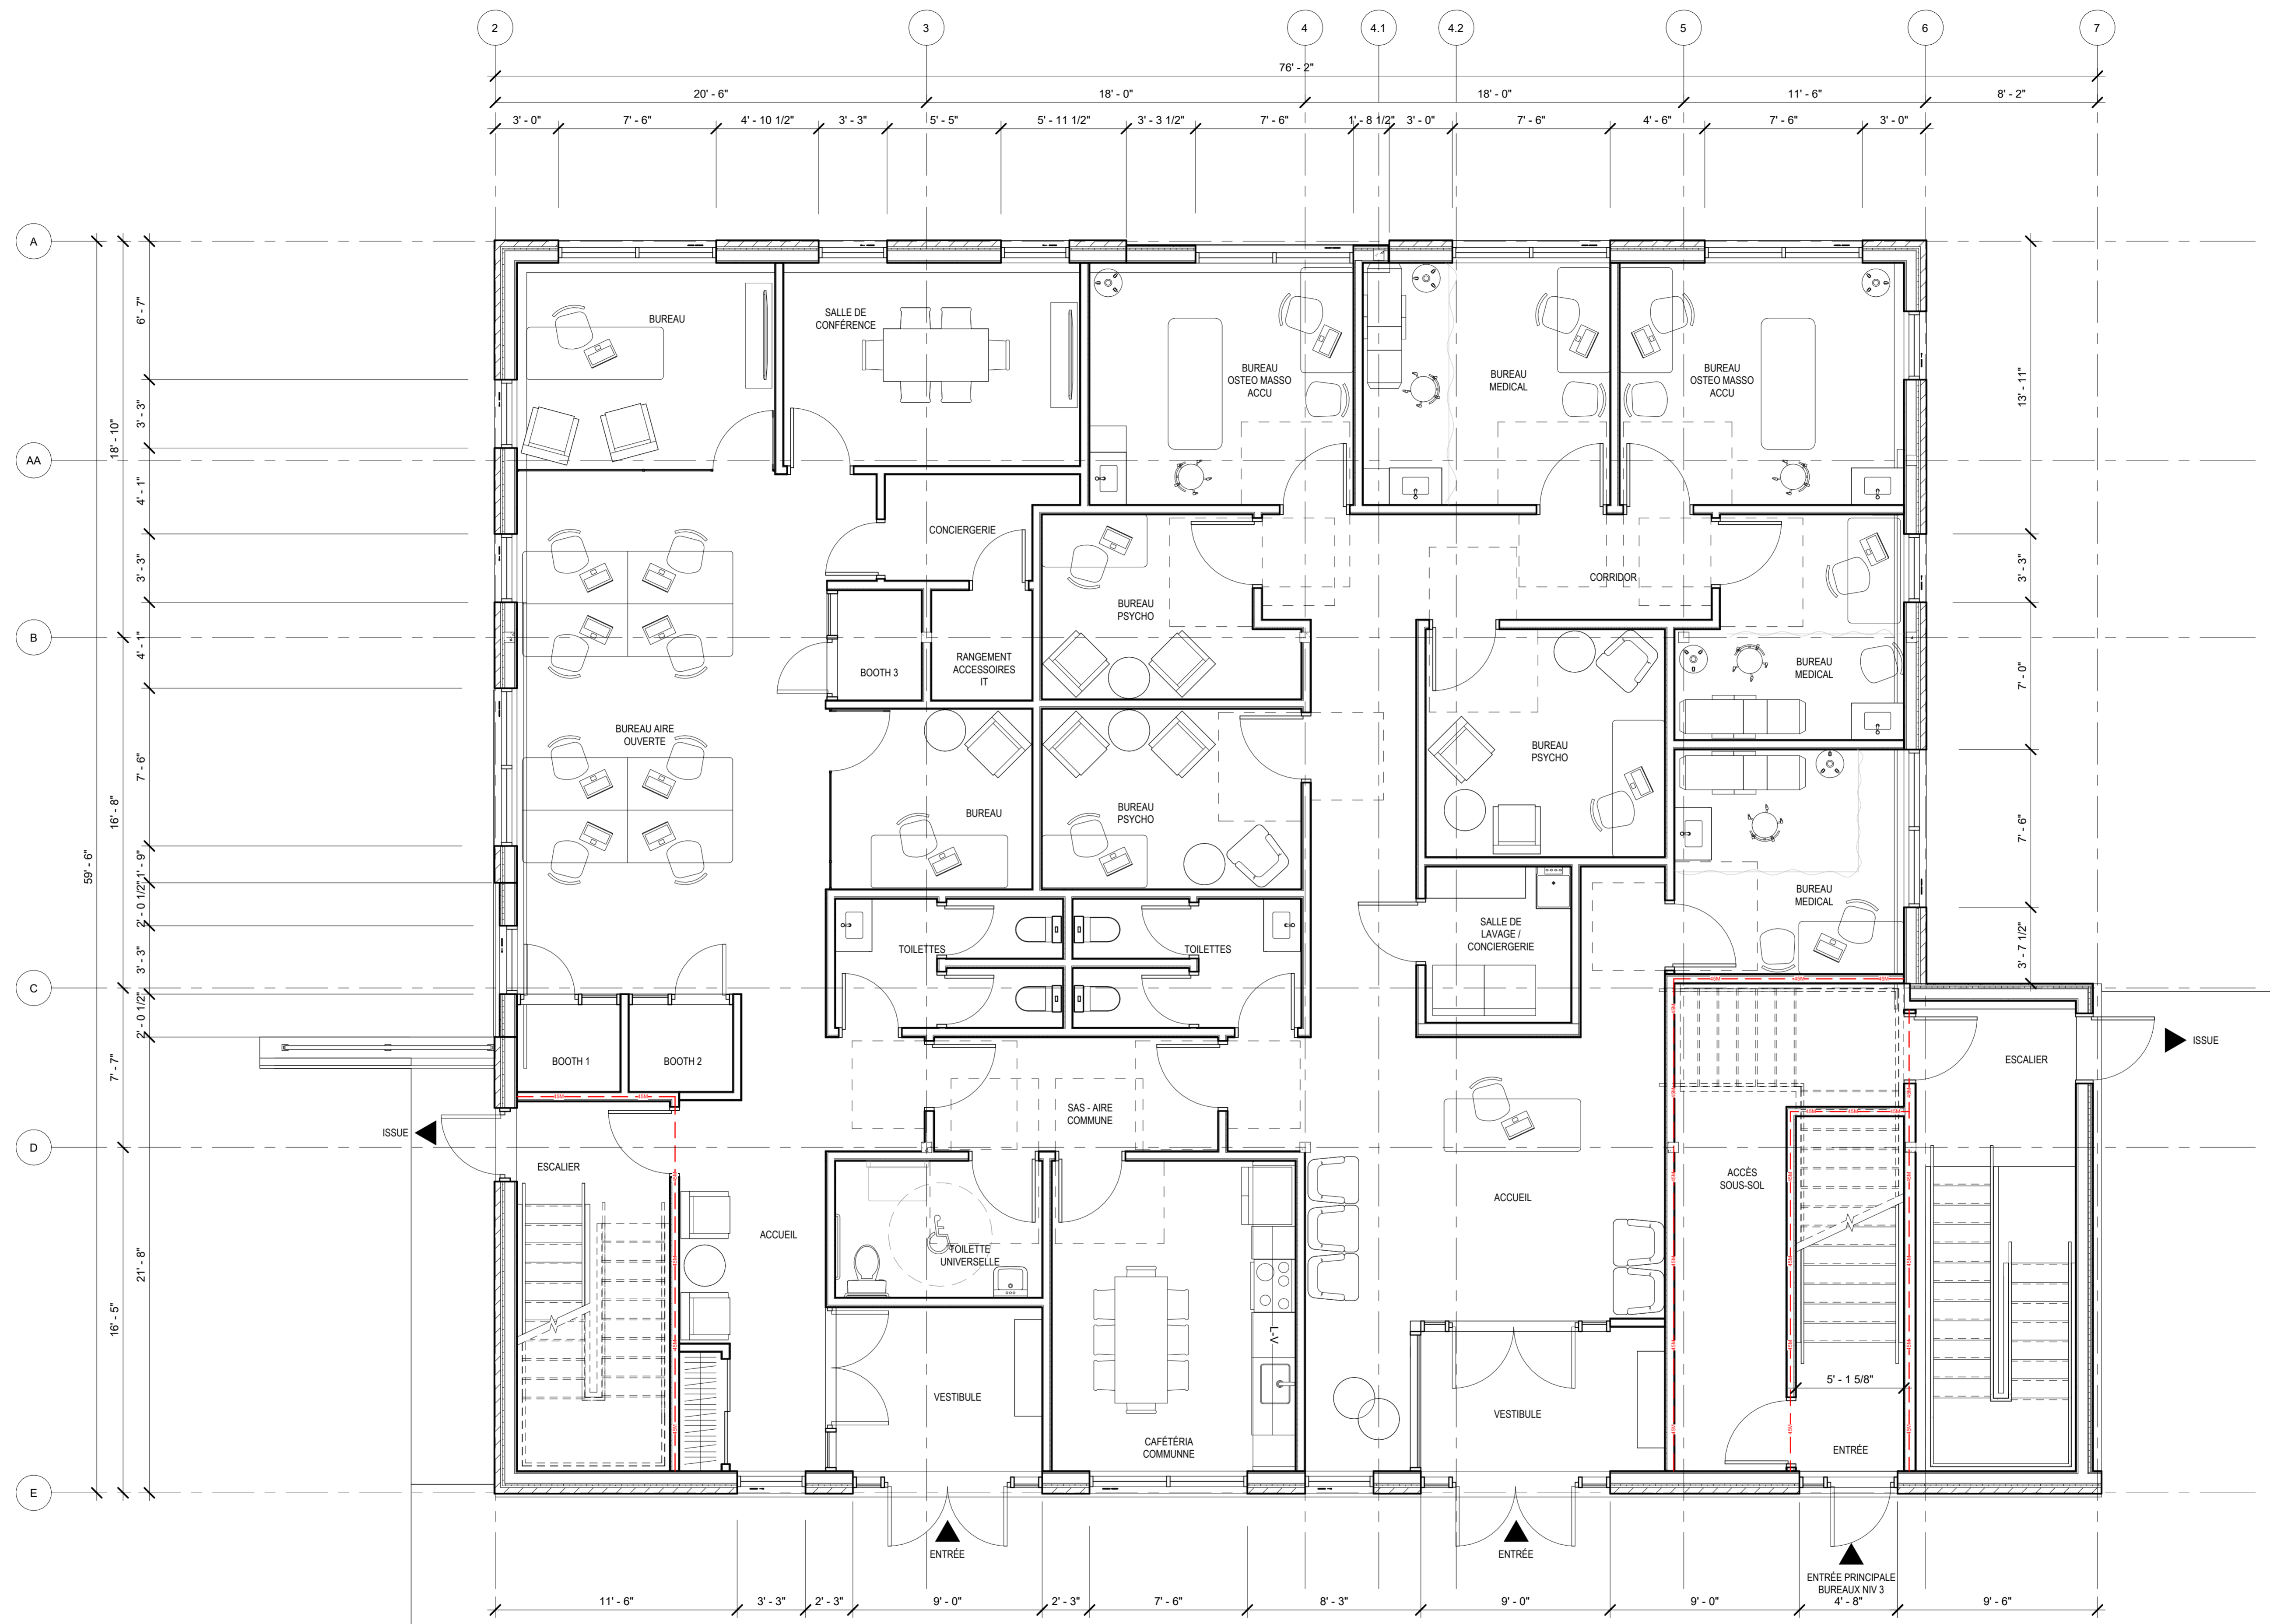 2
3
4
4.1
4.2
5
6
7
76' - 2"
20' - 6"
18' - 0"
18' - 0"
11' - 6"
8' - 2"
3' - 0"
7' - 6"
4' - 10 1/2"
3' - 3"
5' - 5"
5' - 11 1/2"
3' - 3 1/2"
7' - 6"
1' - 8 1/2"
3' - 0"
7' - 6"
4' - 6"
7' - 6"
3' - 0"
A
AA
B
C
D
E
59' - 6"
18' - 10"
16' - 8"
7' - 7"
16' - 5"
6' - 7"
3' - 3"
4' - 1"
3' - 3"
4' - 1"
7' - 6"
1' - 9"
2' - 0 1/2"
3' - 3"
2' - 0 1/2"
21' - 8"
13' - 11"
3' - 3"
7' - 0"
7' - 6"
3' - 7 1/2"
BUREAU
SALLE DE
CONFÉRENCE
BUREAU
OSTEO MASSO
ACCU
BUREAU
MEDICAL
BUREAU
OSTEO MASSO
ACCU
CONCIERGERIE
CORRIDOR
BUREAU
PSYCHO
BOOTH 3
RANGEMENT
ACCESSOIRES
IT
BUREAU
MEDICAL
BUREAU AIRE
OUVERTE
BUREAU
BUREAU
PSYCHO
BUREAU
PSYCHO
BUREAU
MEDICAL
TOILETTES
TOILETTES
SALLE DE
LAVAGE /
CONCIERGERIE
45M
45M
45M
BOOTH 1
BOOTH 2
ESCALIER
ISSUE
45M
45M
ISSUE
SAS - AIRE
COMMUNE
ESCALIER
ACCÈS
SOUS-SOL
ACCUEIL
ACCUEIL
TOILETTE
UNIVERSELLE
L-V
5' - 1 5/8"
VESTIBULE
VESTIBULE
CAFÉTÉRIA
COMMUNNE
ENTRÉE
ENTRÉE
ENTRÉE
ENTRÉE PRINCIPALE
BUREAUX NIV 3
11' - 6"
3' - 3"
2' - 3"
9' - 0"
2' - 3"
7' - 6"
8' - 3"
9' - 0"
9' - 0"
4' - 8"
9' - 6"